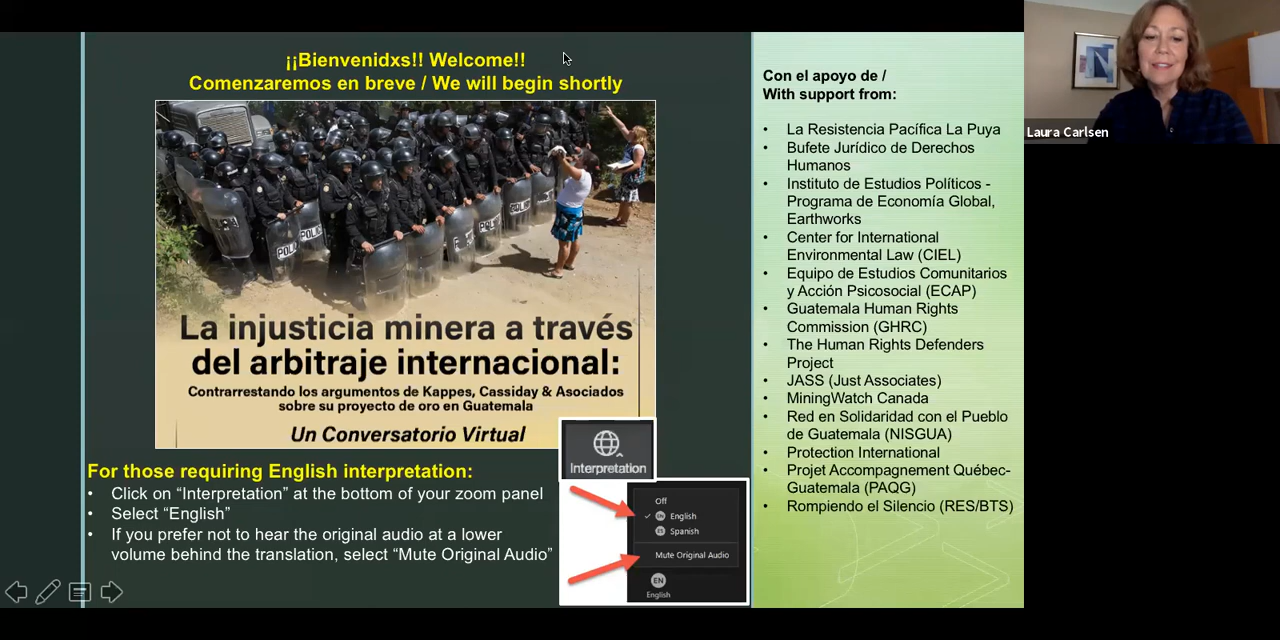 ¡¡Bienvenidxs!! Welcome!!
Comenzaremos en breve / We will begin shortly
POLI
POLI
La injusticia minera a través
del arbitraje internacional:
Contrarrestando los argumentos de Kappes, Cassiday & Asociados
sobre su proyecto de oro en Guatemala
Un Conversatorio Virtual
For those requiring English interpretation:
• Click on “Interpretation” at the bottom of your zoom panel
• Select “English”
• If you prefer not to hear the original audio at a lower
volume behind the translation, select “Mute Original Audio”
Interpretation
Off
✓ EN English
ES Spanish
Mute Original Audio
EN
English
Con el apoyo de /
With support from:
• La Resistencia Pacífica La Puya
• Bufete Jurídico de Derechos
Humanos
• Instituto de Estudios Políticos -
Programa de Economía Global,
Earthworks
• Center for International
Environmental Law (CIEL)
• Equipo de Estudios Comunitarios
y Acción Psicosocial (ECAP)
• Guatemala Human Rights
Commission (GHRC)
• The Human Rights Defenders
Project
• JASS (Just Associates)
• MiningWatch Canada
• Red en Solidaridad con el Pueblo
de Guatemala (NISGUA)
• Protection International
• Projet Accompagnement Québec-
Guatemala (PAQG)
• Rompiendo el Silencio (RES/BTS)
Laura Carlsen